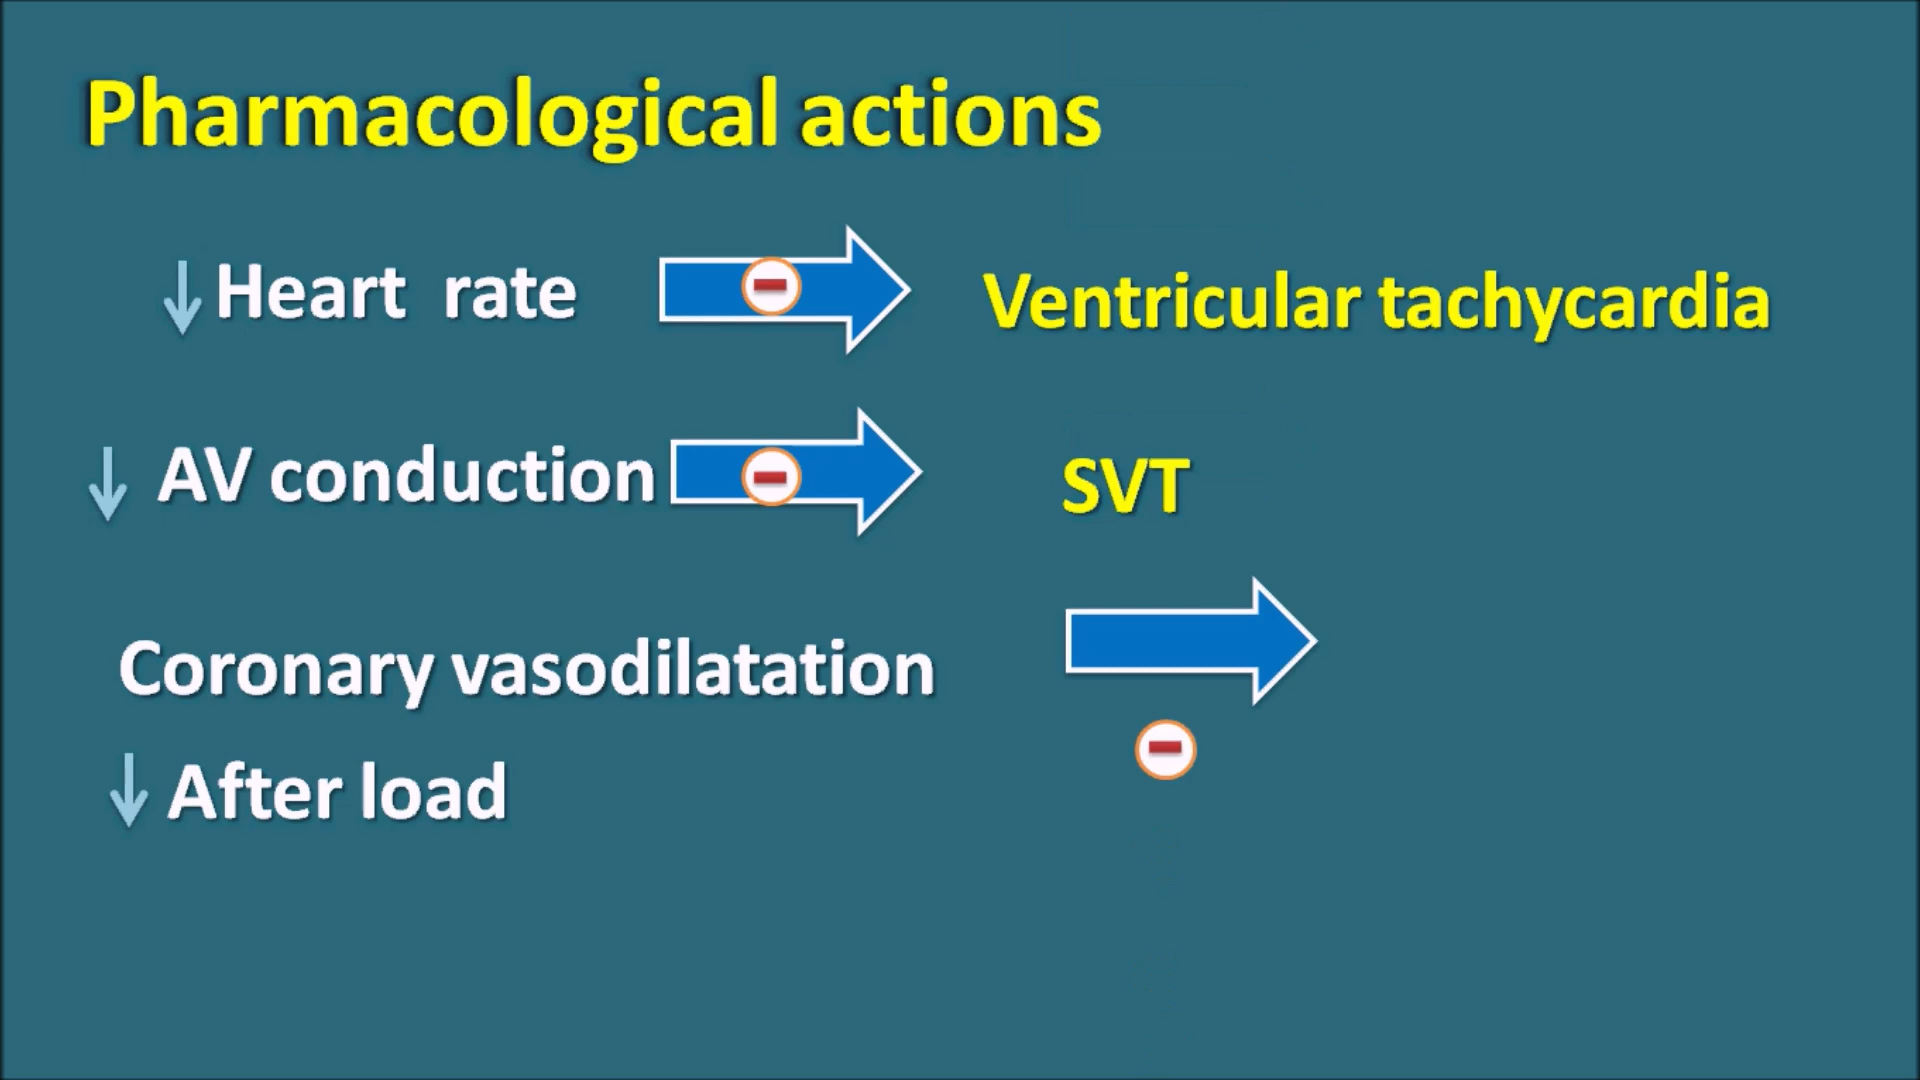 Pharmacological actions
↓ Heart rate Ventricular tachycardia
↓ AV conduction SVT
Coronary vasodilatation
↓ After load